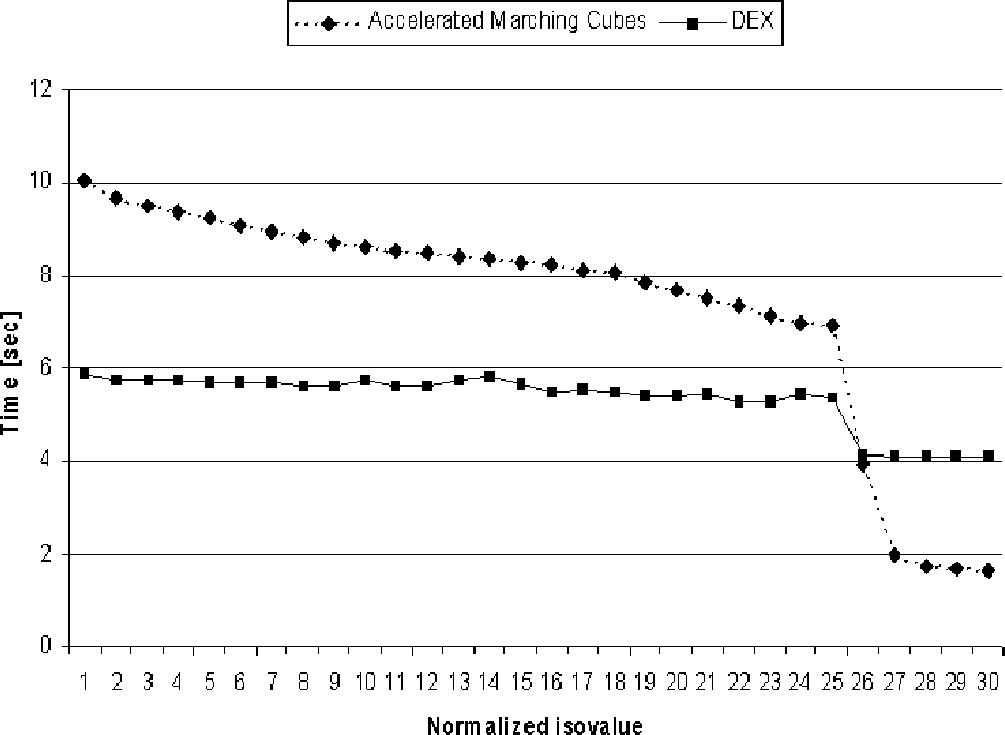 Accelerated Marching Cubes DEX
12
10
8
6
4
2
0
Time [sec]
1 2 3 4 5 6 7 8 9 10 11 12 13 14 15 16 17 18 19 20 21 22 23 24 25 26 27 28 29 30
Normalized isovalue